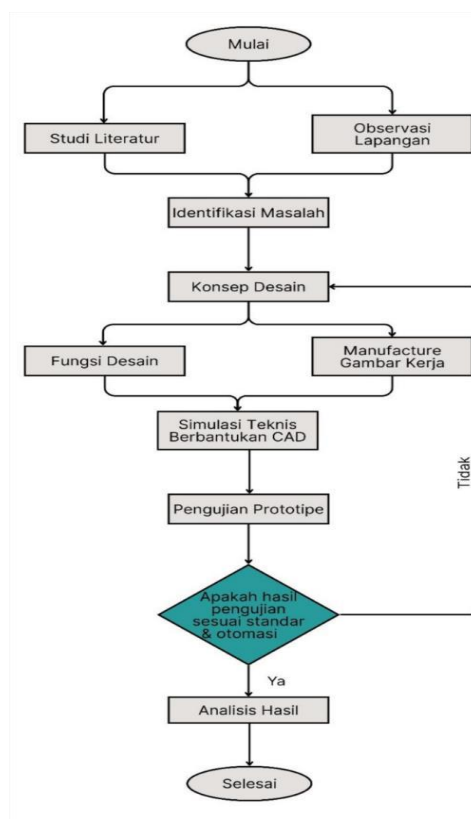 Mulai
Studi Literatur
Observasi
Lapangan
Identifikasi Masalah
Konsep Desain
Fungsi Desain
Manufacture
Gambar Kerja
Simulasi Teknis
Berbantukan CAD
Tidak
Pengujian Prototipe
Apakah hasil
pengujian
sesuai standar
& otomasi
Ya
Analisis Hasil
Selesai